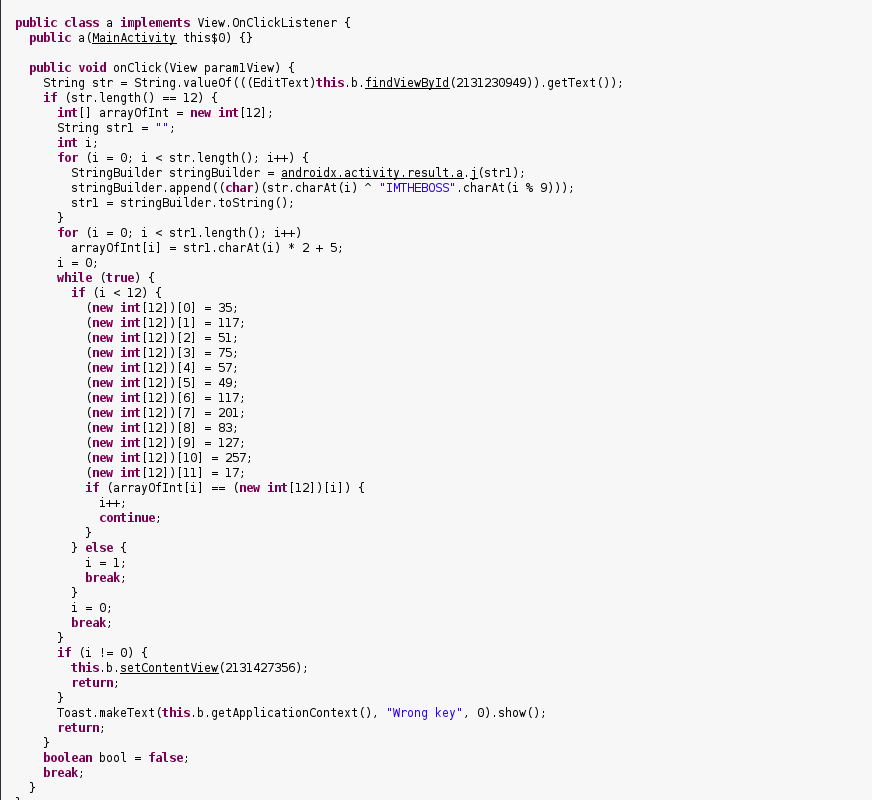 public class a implements View.OnClickListener {
  public a(MainActivity this$0) {}
  public void onClick(View param1View) {
    String str = String.valueOf(((EditText)this.b.findViewById(2131230949)).getText());
    if (str.length() == 12) {
      int[] arrayOfInt = new int[12];
      String str1 = "";
      int i;
      for (i = 0; i < str.length(); i++) {
        StringBuilder stringBuilder = androidx.activity.result.a.j(str1);
        stringBuilder.append((char)(str.charAt(i) ^ "IMTHEBOSS".charAt(i % 9)));
        str1 = stringBuilder.toString();
      }
      for (i = 0; i < str1.length(); i++)
        arrayOfInt[i] = str1.charAt(i) * 2 + 5;
      i = 0;
      while (true) {
        if (i < 12) {
          (new int[12])[0] = 35;
          (new int[12])[1] = 117;
          (new int[12])[2] = 51;
          (new int[12])[3] = 75;
          (new int[12])[4] = 57;
          (new int[12])[5] = 49;
          (new int[12])[6] = 117;
          (new int[12])[7] = 201;
          (new int[12])[8] = 83;
          (new int[12])[9] = 127;
          (new int[12])[10] = 257;
          (new int[12])[11] = 17;
          if (arrayOfInt[i] == (new int[12])[i]) {
            i++;
            continue;
          }
        } else {
          i = 1;
          break;
        }
        i = 0;
        break;
      }
      if (i != 0) {
        this.b.setContentView(2131427356);
        return;
      }
      Toast.makeText(this.b.getApplicationContext(), "Wrong key", 0).show();
      return;
    }
    boolean bool = false;
    break;
  }
}